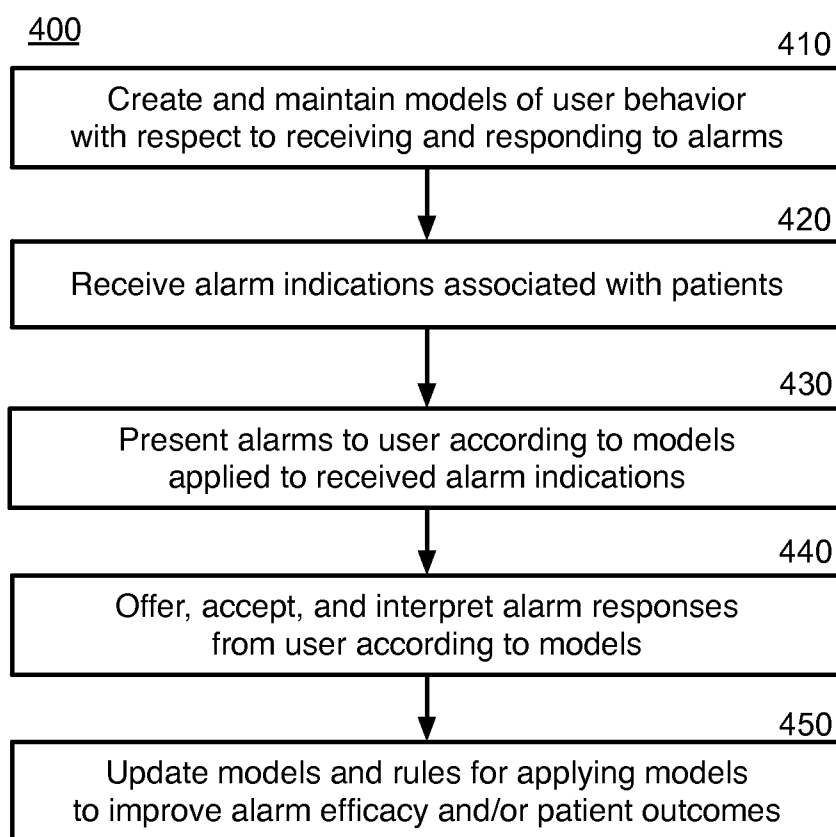 400
410
Create and maintain models of user behavior
with respect to receiving and responding to alarms
420
Receive alarm indications associated with patients
430
Present alarms to user according to models
applied to received alarm indications
440
Offer, accept, and interpret alarm responses
from user according to models
450
Update models and rules for applying models
to improve alarm efficacy and/or patient outcomes